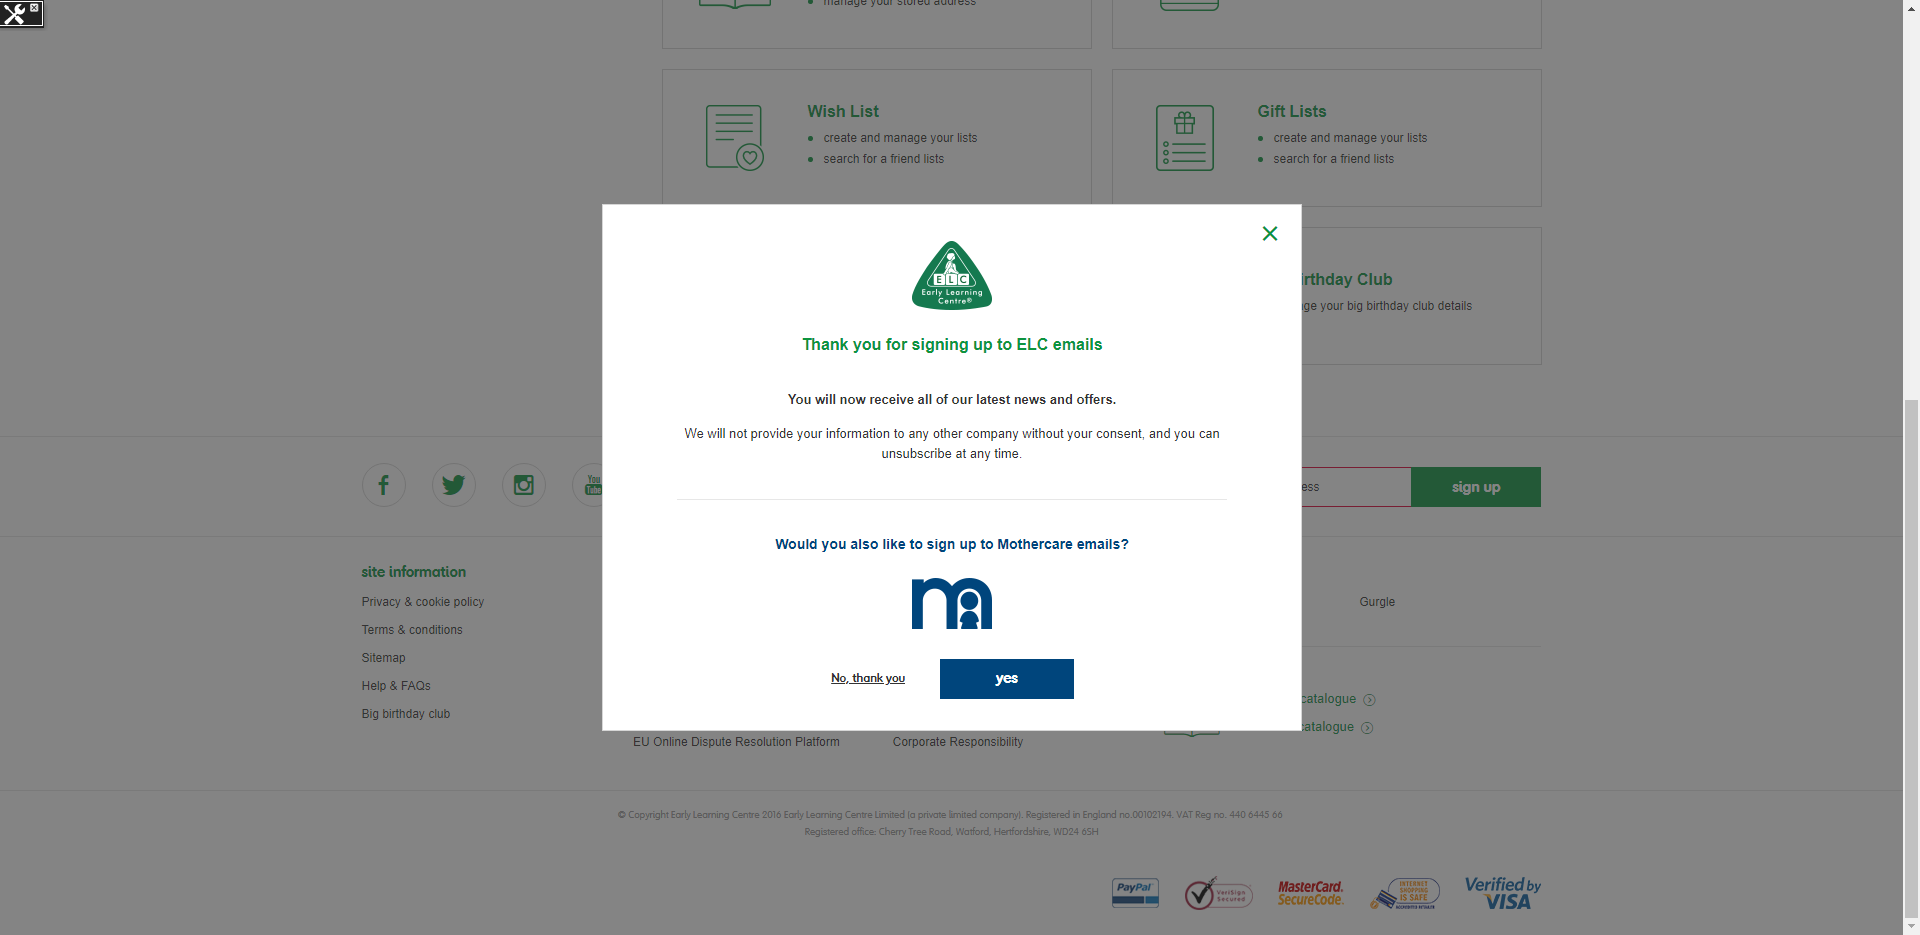 manage your stored address
Wish List
create and manage your lists
search for a friend lists
Gift Lists
create and manage your lists
search for a friend lists
ELC
Early Learning
Centre®
Thank you for signing up to ELC emails
You will now receive all of our latest news and offers.
We will not provide your information to any other company without your consent, and you can
unsubscribe at any time.
Would you also like to sign up to Mothercare emails?
No, thank you
yes
irthday Club
ge your big birthday club details
You
Tube
ess
sign up
site information
Privacy & cookie policy
Terms & conditions
Sitemap
Help & FAQs
Big birthday club
EU Online Dispute Resolution Platform
Corporate Responsibility
Gurgle
catalogue
catalogue
© Copyright Early Learning Centre 2016 Early Learning Centre Limited (a private limited company). Registered in England no.00102194. VAT Reg no. 440 6445 66
Registered office: Cherry Tree Road, Watford, Hertfordshire, WD24 6SH
PayPal
VeriSign
Secured
MasterCard.
SecureCode.
INTERNET
SHOPPING
IS SAFE
ACCREDITED RETAILER
Verified by
VISA